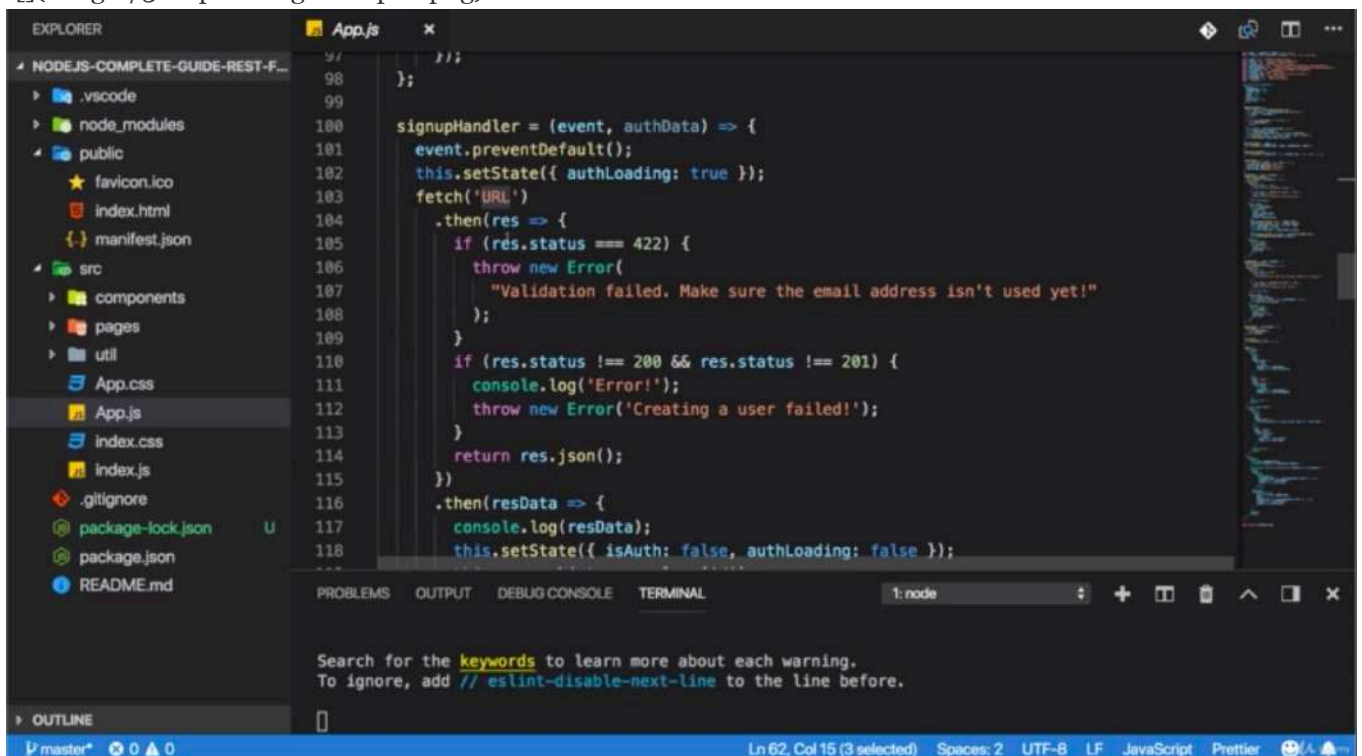 EXPLORER
NODEJS-COMPLETE-GUIDE-REST-F...
.vscode
node_modules
public
favicon.ico
index.html
manifest.json
src
components
pages
util
App.css
App.js
index.css
index.js
.gitignore
package-lock.json U
package.json
README.md
OUTLINE
App.js ×
97 });
98 };
99
100 signupHandler = (event, authData) => {
101 event.preventDefault();
102 this.setState({ authLoading: true });
103 fetch('URL')
104 .then(res => {
105 if (res.status === 422) {
106 throw new Error(
107 "Validation failed. Make sure the email address isn't used yet!"
108 );
109 }
110 if (res.status !== 200 && res.status !== 201) {
111 console.log('Error!');
112 throw new Error('Creating a user failed!');
113 }
114 return res.json();
115 })
116 .then(resData => {
117 console.log(resData);
118 this.setState({ isAuth: false, authLoading: false });
PROBLEMS OUTPUT DEBUG CONSOLE TERMINAL 1: node
Search for the keywords to learn more about each warning.
To ignore, add // eslint-disable-next-line to the line before.
master* 0 0 Ln 62, Col 15 (3 selected) Spaces: 2 UTF-8 LF JavaScript Prettier